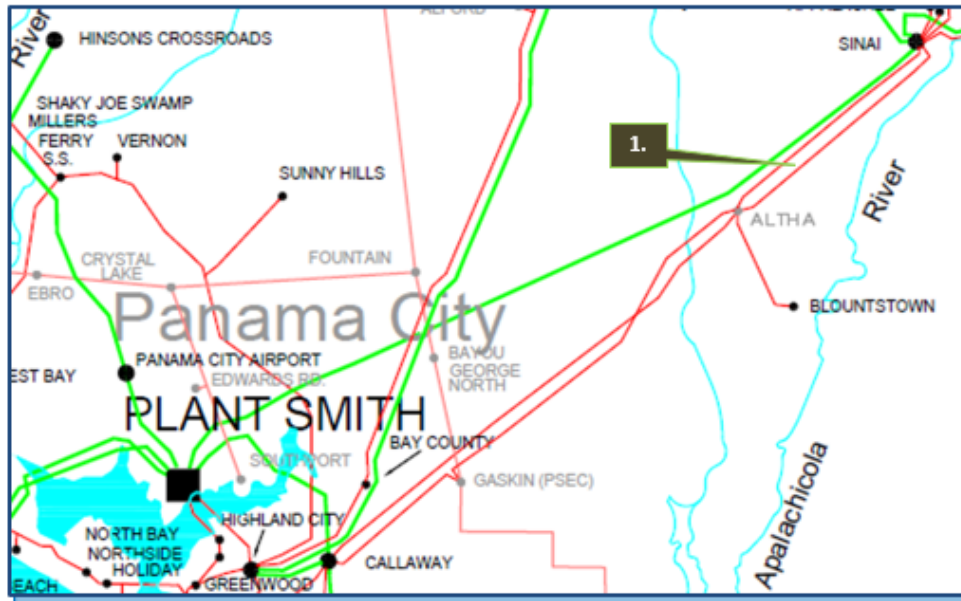 ALFORD
SINAI
River
HINSONS CROSSROADS
SHAKY JOE SWAMP
MILLERS
FERRY
S.S.
VERNON
1.
SUNNY HILLS
River
ALTHA
CRYSTAL
LAKE
FOUNTAIN
EBRO
Panama City
BLOUNTSTOWN
PANAMA CITY AIRPORT
EST BAY
EDWARDS RD.
BAYOU
GEORGE
NORTH
PLANT SMITH
BAY COUNTY
SOUTHPORT
GASKIN (PSEC)
Apalachicola
HIGHLAND CITY
NORTH BAY
NORTHSIDE
HOLIDAY
CALLAWAY
GREENWOOD
EACH